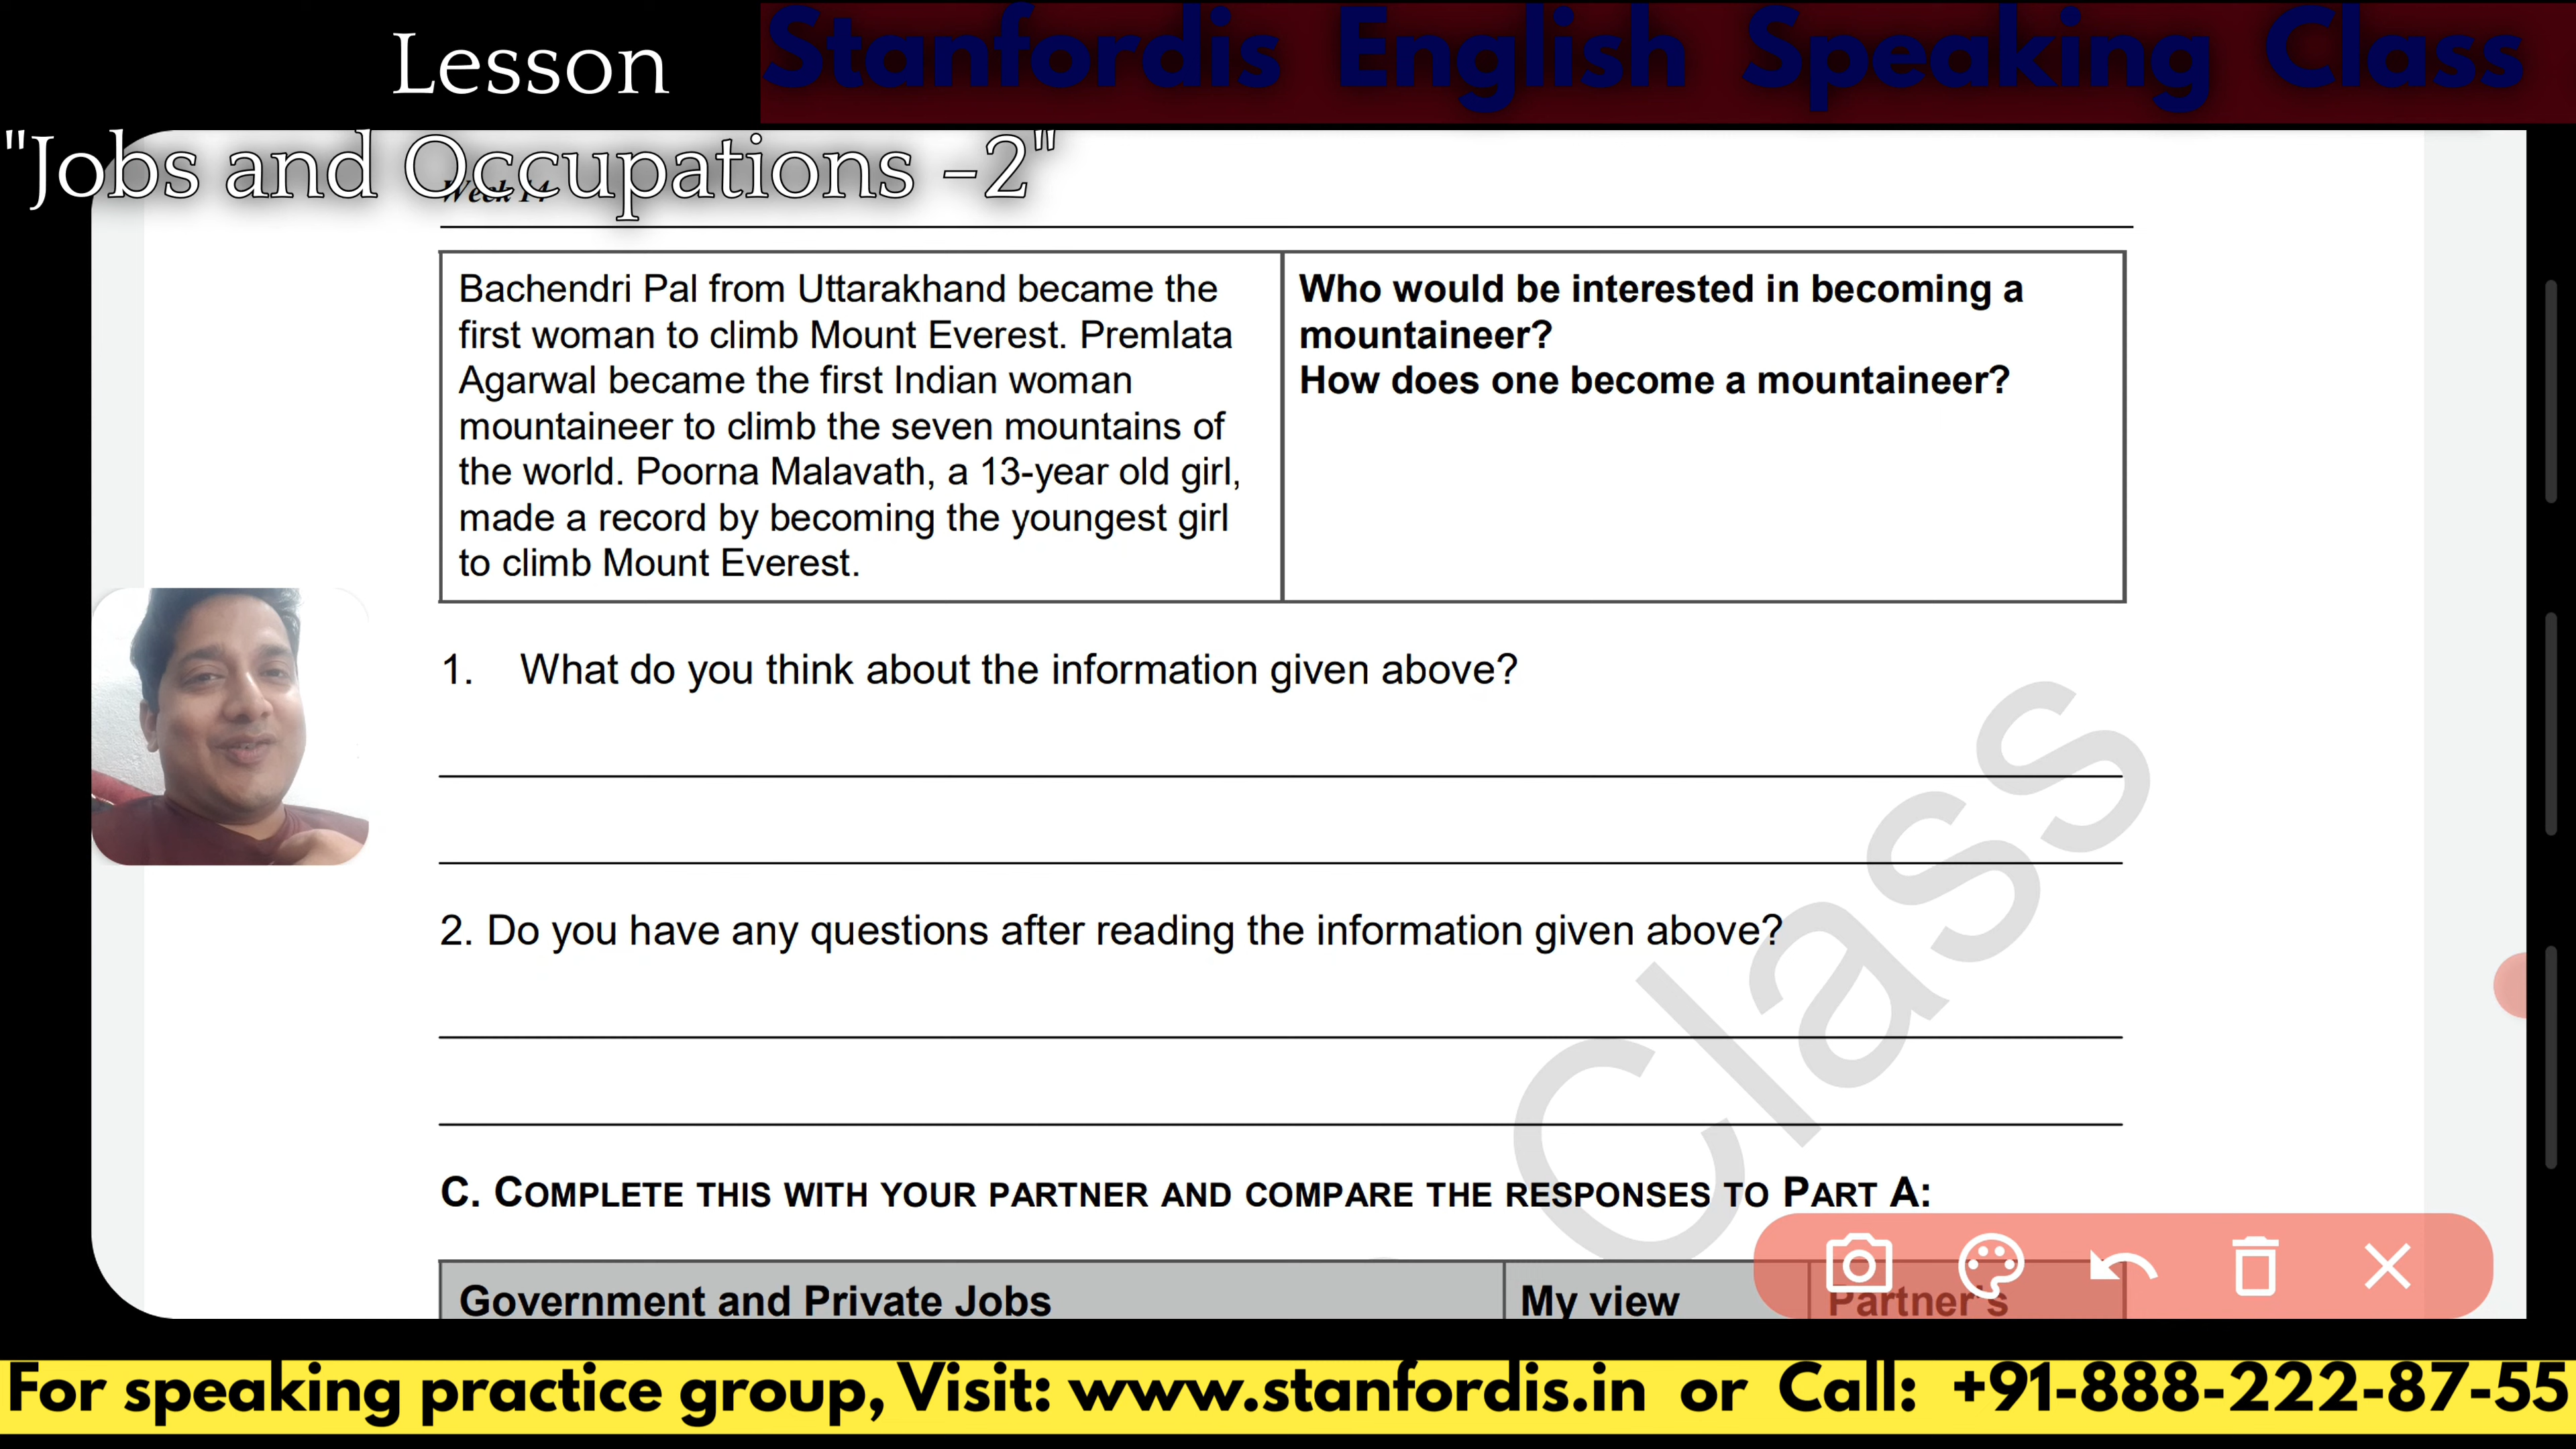 Lesson
Stanfordis English Speaking Class
"Jobs and Occupations -2"
Week 14
Bachendri Pal from Uttarakhand became the
first woman to climb Mount Everest. Premlata
Agarwal became the first Indian woman
mountaineer to climb the seven mountains of
the world. Poorna Malavath, a 13-year old girl,
made a record by becoming the youngest girl
to climb Mount Everest.
Who would be interested in becoming a
mountaineer?
How does one become a mountaineer?
1. What do you think about the information given above?
2. Do you have any questions after reading the information given above?
Class
C. COMPLETE THIS WITH YOUR PARTNER AND COMPARE THE RESPONSES TO PART A:
Government and Private Jobs
My view
Partner's
For speaking practice group, Visit: www.stanfordis.in or Call: +91-888-222-87-55